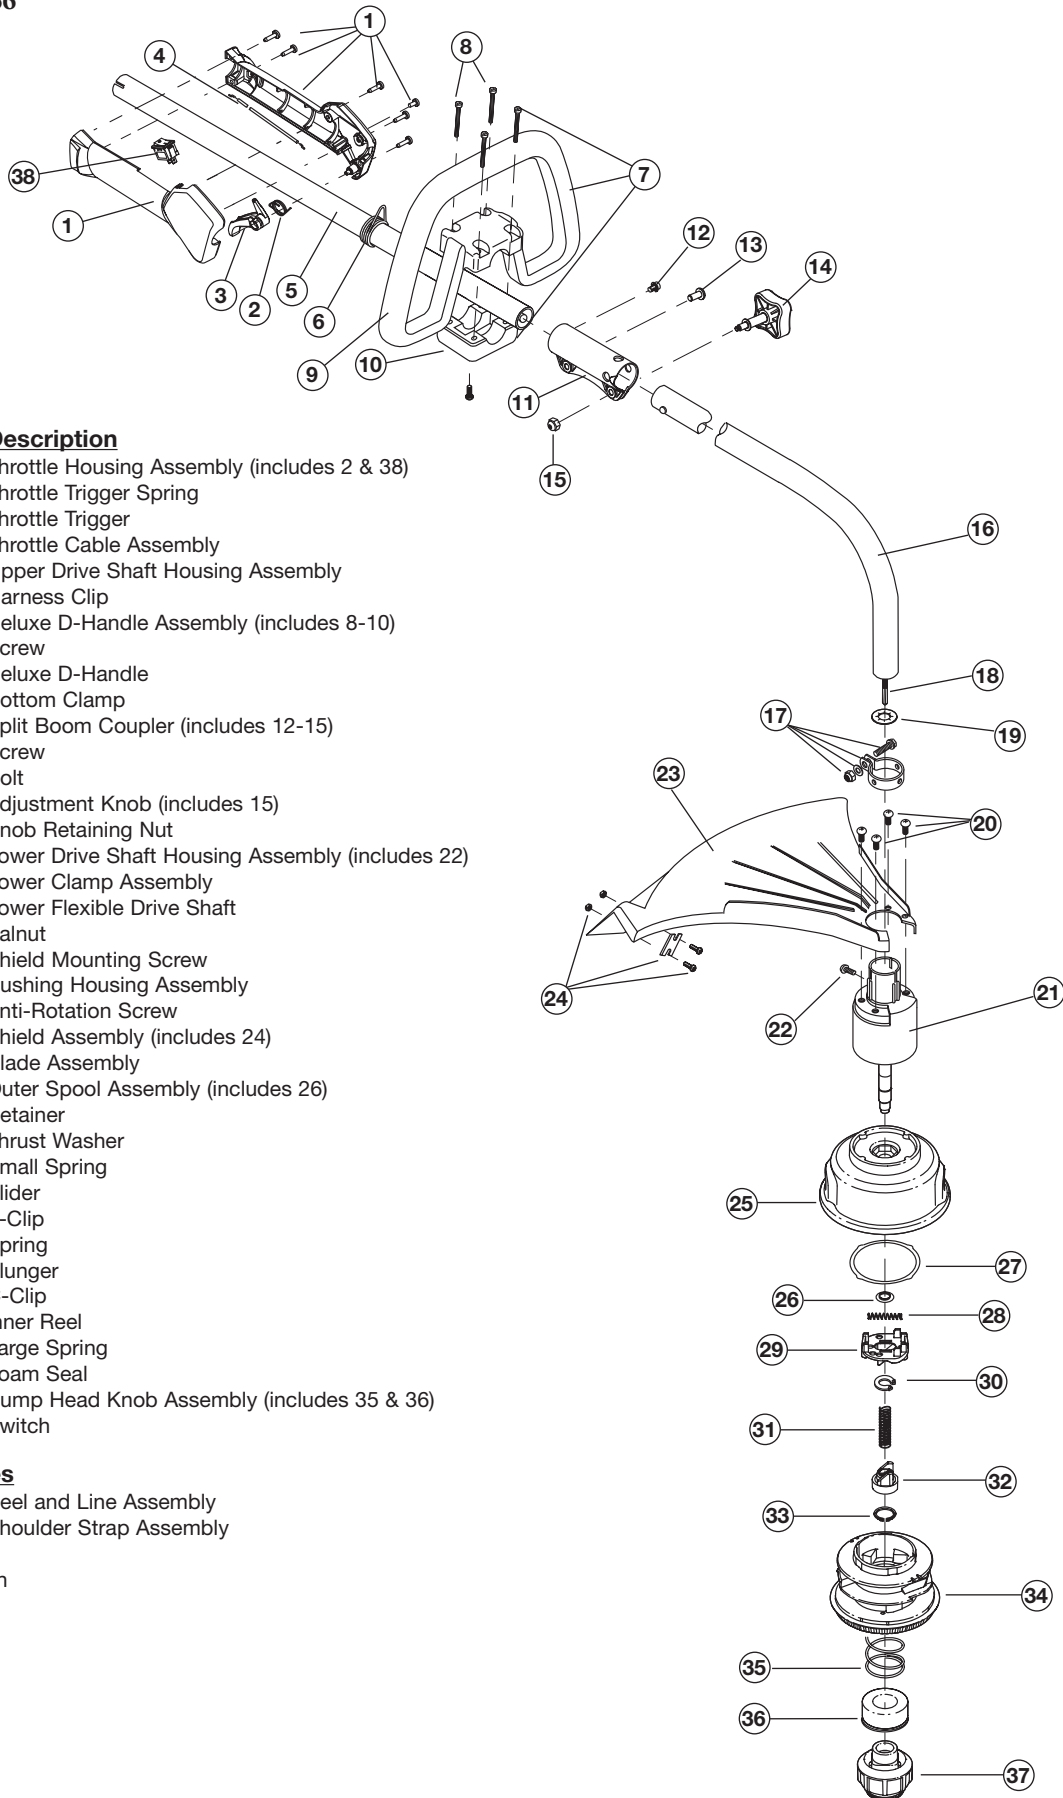 1
4
8
38
7
1
12
13
14
3
2
5
6
9
10
11
15
Description
hrottle Housing Assembly (includes 2 & 38)
hrottle Trigger Spring
hrottle Trigger
hrottle Cable Assembly
pper Drive Shaft Housing Assembly
arness Clip
eluxe D-Handle Assembly (includes 8-10)
crew
eluxe D-Handle
ottom Clamp
plit Boom Coupler (includes 12-15)
crew
olt
djustment Knob (includes 15)
nob Retaining Nut
ower Drive Shaft Housing Assembly (includes 22)
ower Clamp Assembly
ower Flexible Drive Shaft
alnut
hield Mounting Screw
ushing Housing Assembly
nti-Rotation Screw
hield Assembly (includes 24)
lade Assembly
uter Spool Assembly (includes 26)
etainer
hrust Washer
mall Spring
lider
-Clip
pring
lunger
-Clip
nner Reel
arge Spring
oam Seal
ump Head Knob Assembly (includes 35 & 36)
witch
es
eel and Line Assembly
houlder Strap Assembly
16
18
17
19
23
20
24
22
21
25
27
26
28
29
30
31
32
33
34
35
36
37